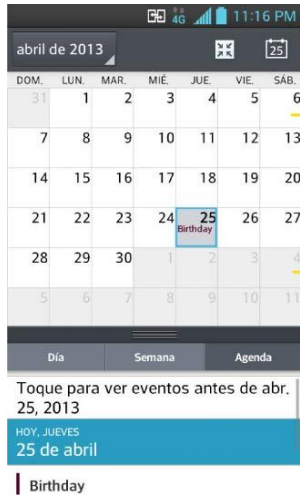 4G 11:16 PM
abril de 2013 25
DOM. LUN. MAR. MIÉ. JUE. VIE. SÁB.
31 1 2 3 4 5 6
7 8 9 10 11 12 13
14 15 16 17 18 19 20
21 22 23 24 25 26 27
Birthday
28 29 30 1 2 3 4
5 6 7 8 9 10 11
Día Semana Agenda
Toque para ver eventos antes de abr.
25, 2013
HOY, JUEVES
25 de abril
Birthday